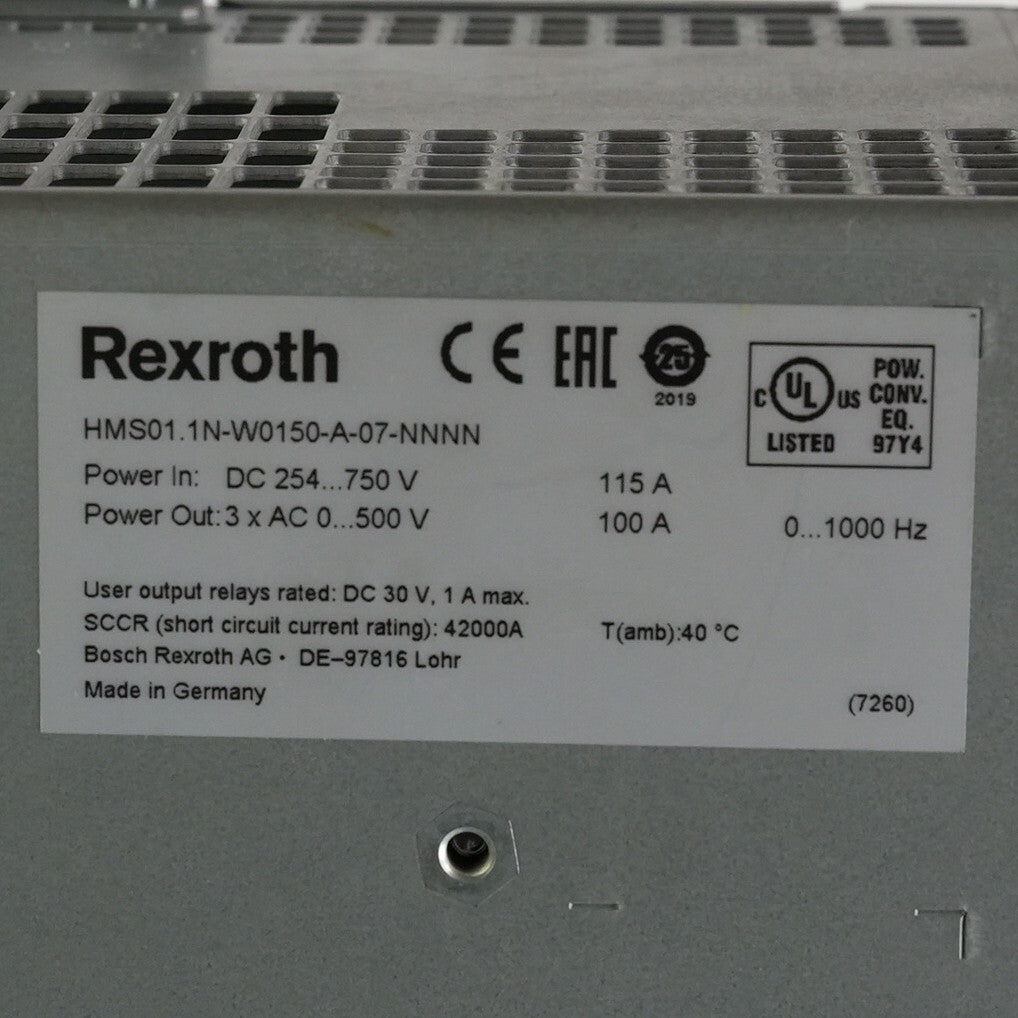 Rexroth CE EAC 25
2019
C UL US LISTED
POW. CONV. EQ. 97Y4
HMS01.1N-W0150-A-07-NNNN
Power In: DC 254...750 V 115 A
Power Out: 3 x AC 0...500 V 100 A 0...1000 Hz
User output relays rated: DC 30 V, 1 A max.
SCCR (short circuit current rating): 42000A T(amb):40 °C
Bosch Rexroth AG • DE–97816 Lohr
Made in Germany
(7260)